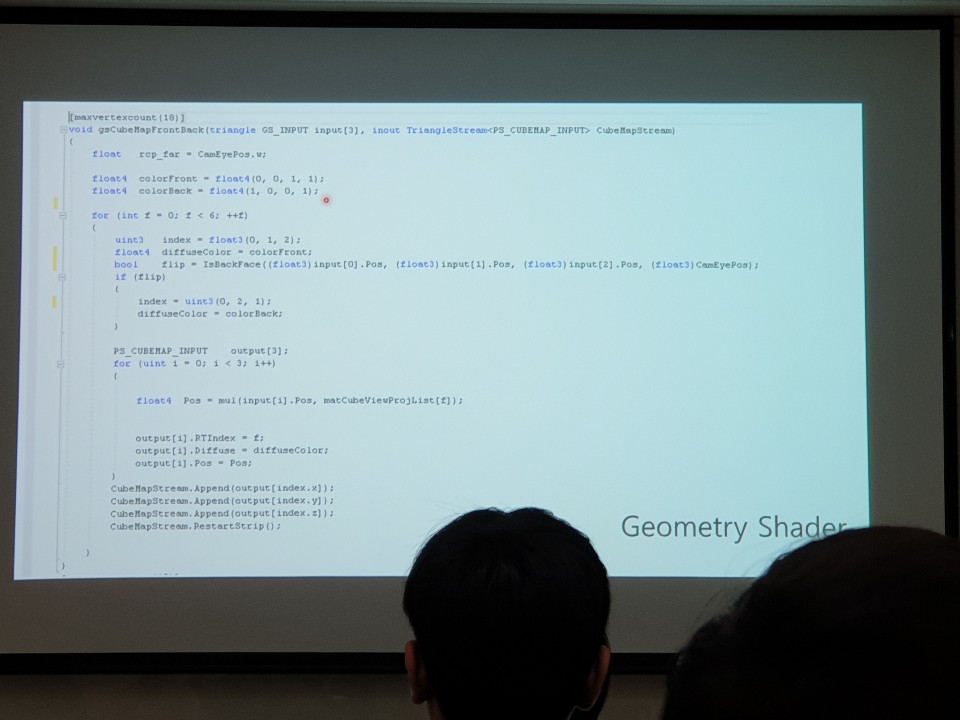 [maxvertexcount(18)]
void gsCubeMapFrontBack(triangle GS_INPUT input[3], inout TriangleStream<PS_CUBEMAP_INPUT> CubeMapStream)
{
float rcp_far = CamEyePos.w;
float4 colorFront = float4(0, 0, 1, 1);
float4 colorBack = float4(1, 0, 0, 1);
for (int f = 0; f < 6; ++f)
{
uint3 index = float3(0, 1, 2);
float4 diffuseColor = colorFront;
bool flip = IsBackFace((float3)input[0].Pos, (float3)input[1].Pos, (float3)input[2].Pos, (float3)CamEyePos);
if (flip)
{
index = uint3(0, 2, 1);
diffuseColor = colorBack;
}
PS_CUBEMAP_INPUT output[3];
for (uint i = 0; i < 3; i++)
{
float4 Pos = mul(input[i].Pos, matCubeViewProjList[f]);
output[i].RTIndex = f;
output[i].Diffuse = diffuseColor;
output[i].Pos = Pos;
}
CubeMapStream.Append(output[index.x]);
CubeMapStream.Append(output[index.y]);
CubeMapStream.Append(output[index.z]);
CubeMapStream.RestartStrip();
}
}
Geometry Shader